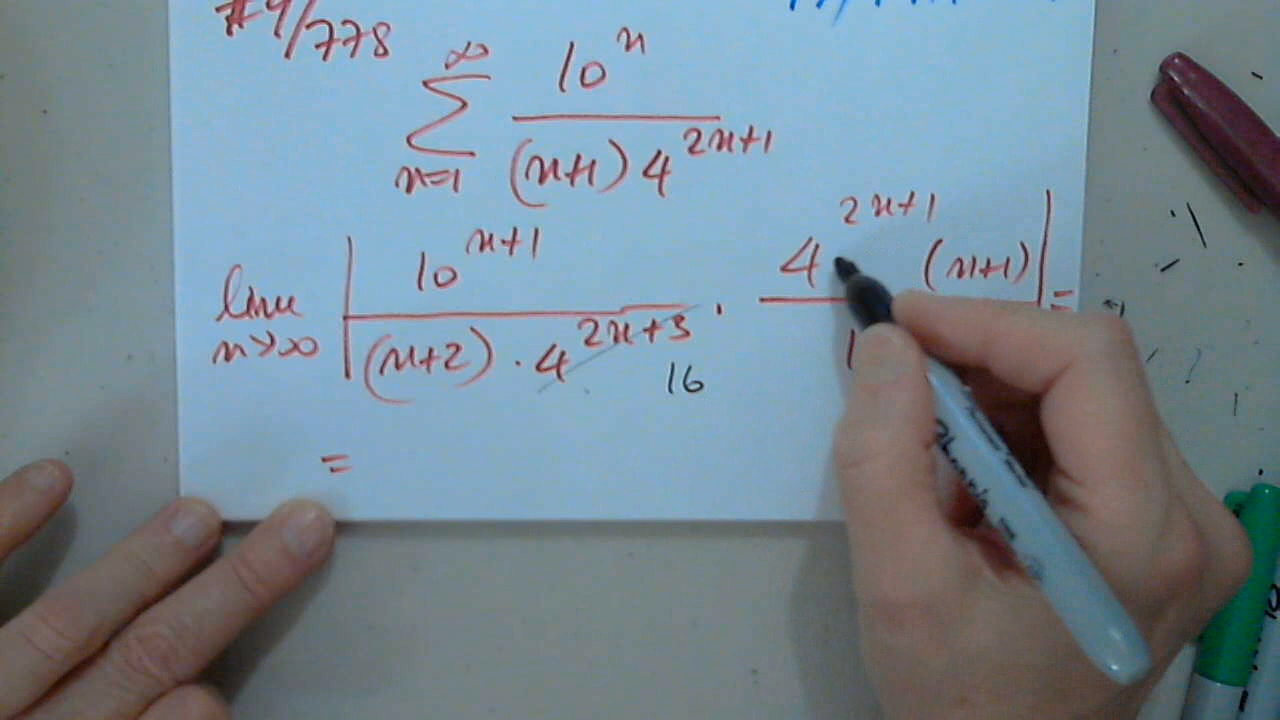 #9/778
∞
∑ 10^n / (n+1) 4^{2n+1}
n=1
lim n→∞ | 10^{n+1} / (n+2) · 4^{2n+3} · 4^{2n+1} (n+1) / 1 | =
16
=